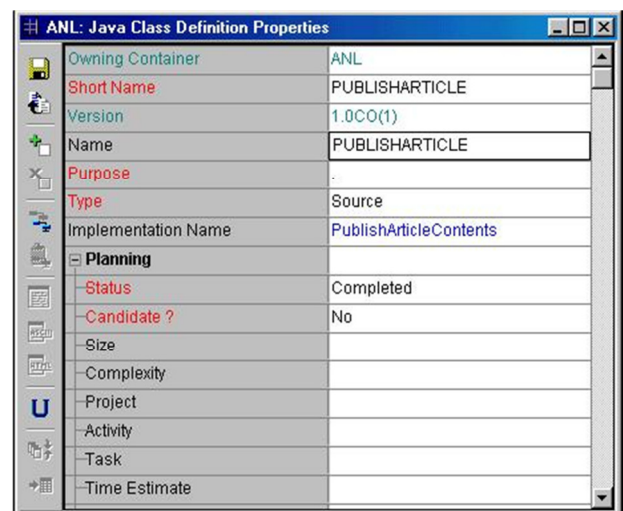 ANL: Java Class Definition Properties
Owning Container ANL
Short Name PUBLISHARTICLE
Version 1.0CO(1)
Name PUBLISHARTICLE
Purpose .
Type Source
Implementation Name PublishArticleContents
Planning
Status Completed
Candidate ? No
Size
Complexity
Project
Activity
Task
Time Estimate
U